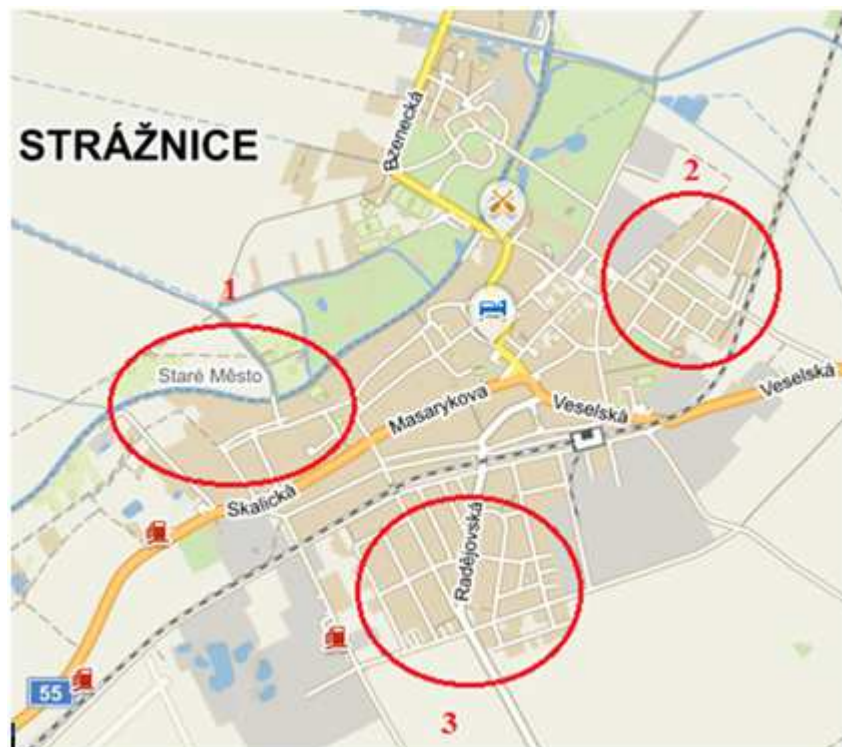 STRÁŽNICE
Bzenecká
2
1
Staré Město
Masarykova
Veselská
Veselská
Skalická
Radějovská
55
3